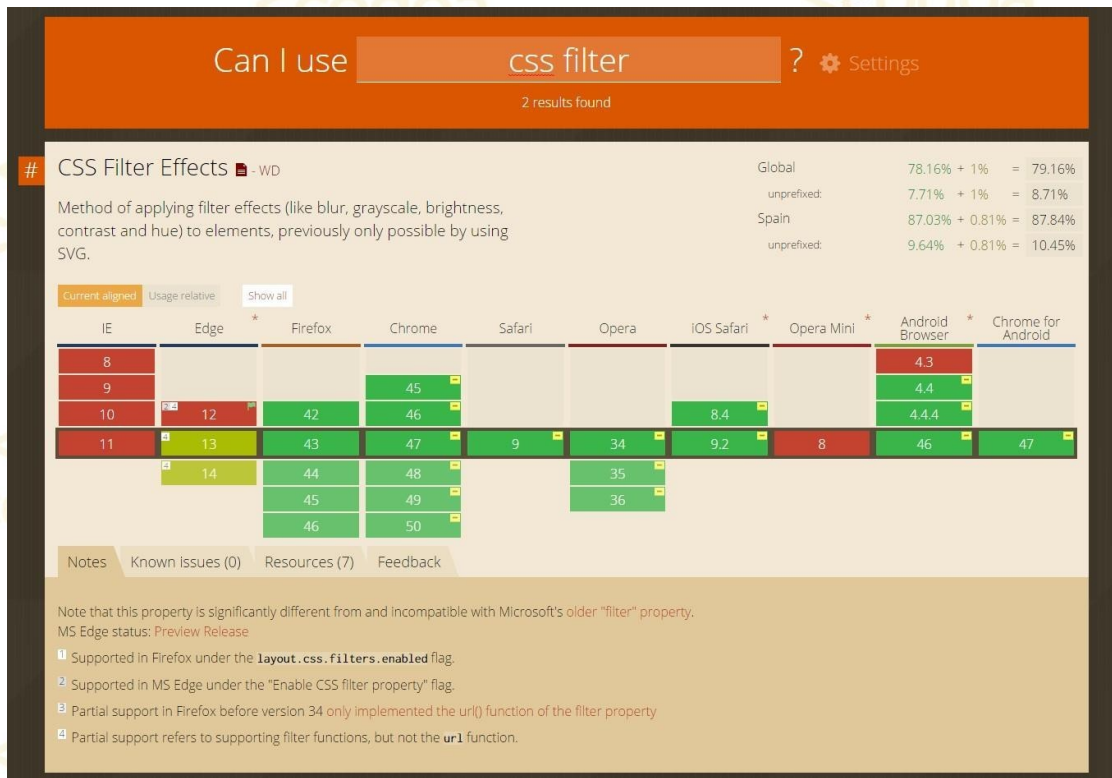 Can I use css filter ? Settings
2 results found
#
CSS Filter Effects - WD
Method of applying filter effects (like blur, grayscale, brightness,
contrast and hue) to elements, previously only possible by using
SVG.
Global 78.16% + 1% = 79.16%
unprefixed: 7.71% + 1% = 8.71%
Spain 87.03% + 0.81% = 87.84%
unprefixed: 9.64% + 0.81% = 10.45%
Current aligned Usage relative Show all
IE Edge * Firefox Chrome Safari Opera iOS Safari * Opera Mini * Android Browser * Chrome for Android
8 4.3
9 45 - 4.4 -
10 2 4 12 42 46 - 8.4 - 4.4.4 -
11 4 13 43 47 - 9 - 34 - 9.2 - 8 46 - 47 -
4 14 44 48 - 35 -
45 49 - 36 -
46 50 -
Notes Known issues (0) Resources (7) Feedback
Note that this property is significantly different from and incompatible with Microsoft's older "filter" property.
MS Edge status: Preview Release
1 Supported in Firefox under the layout.css.filters.enabled flag.
2 Supported in MS Edge under the "Enable CSS filter property" flag.
3 Partial support in Firefox before version 34 only implemented the url() function of the filter property
4 Partial support refers to supporting filter functions, but not the url function.